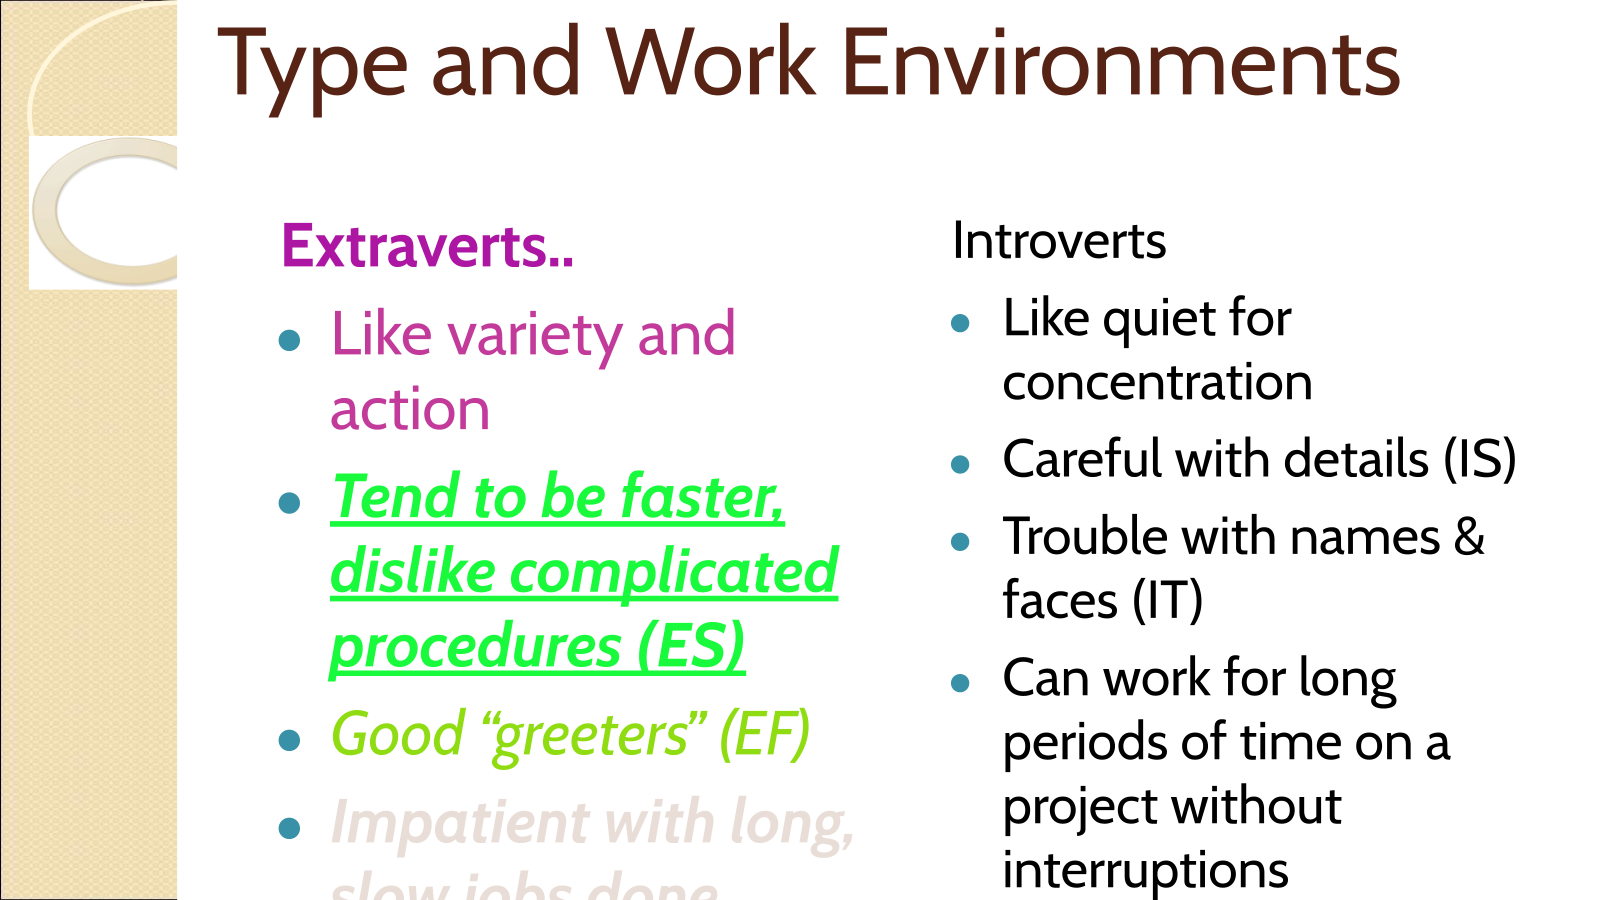 Type and Work Environments
Extraverts..
Like variety and
action
Tend to be faster,
dislike complicated
procedures (ES)
Good “greeters” (EF)
Impatient with long,
slow jobs done
Introverts
Like quiet for
concentration
Careful with details (IS)
Trouble with names &
faces (IT)
Can work for long
periods of time on a
project without
interruptions